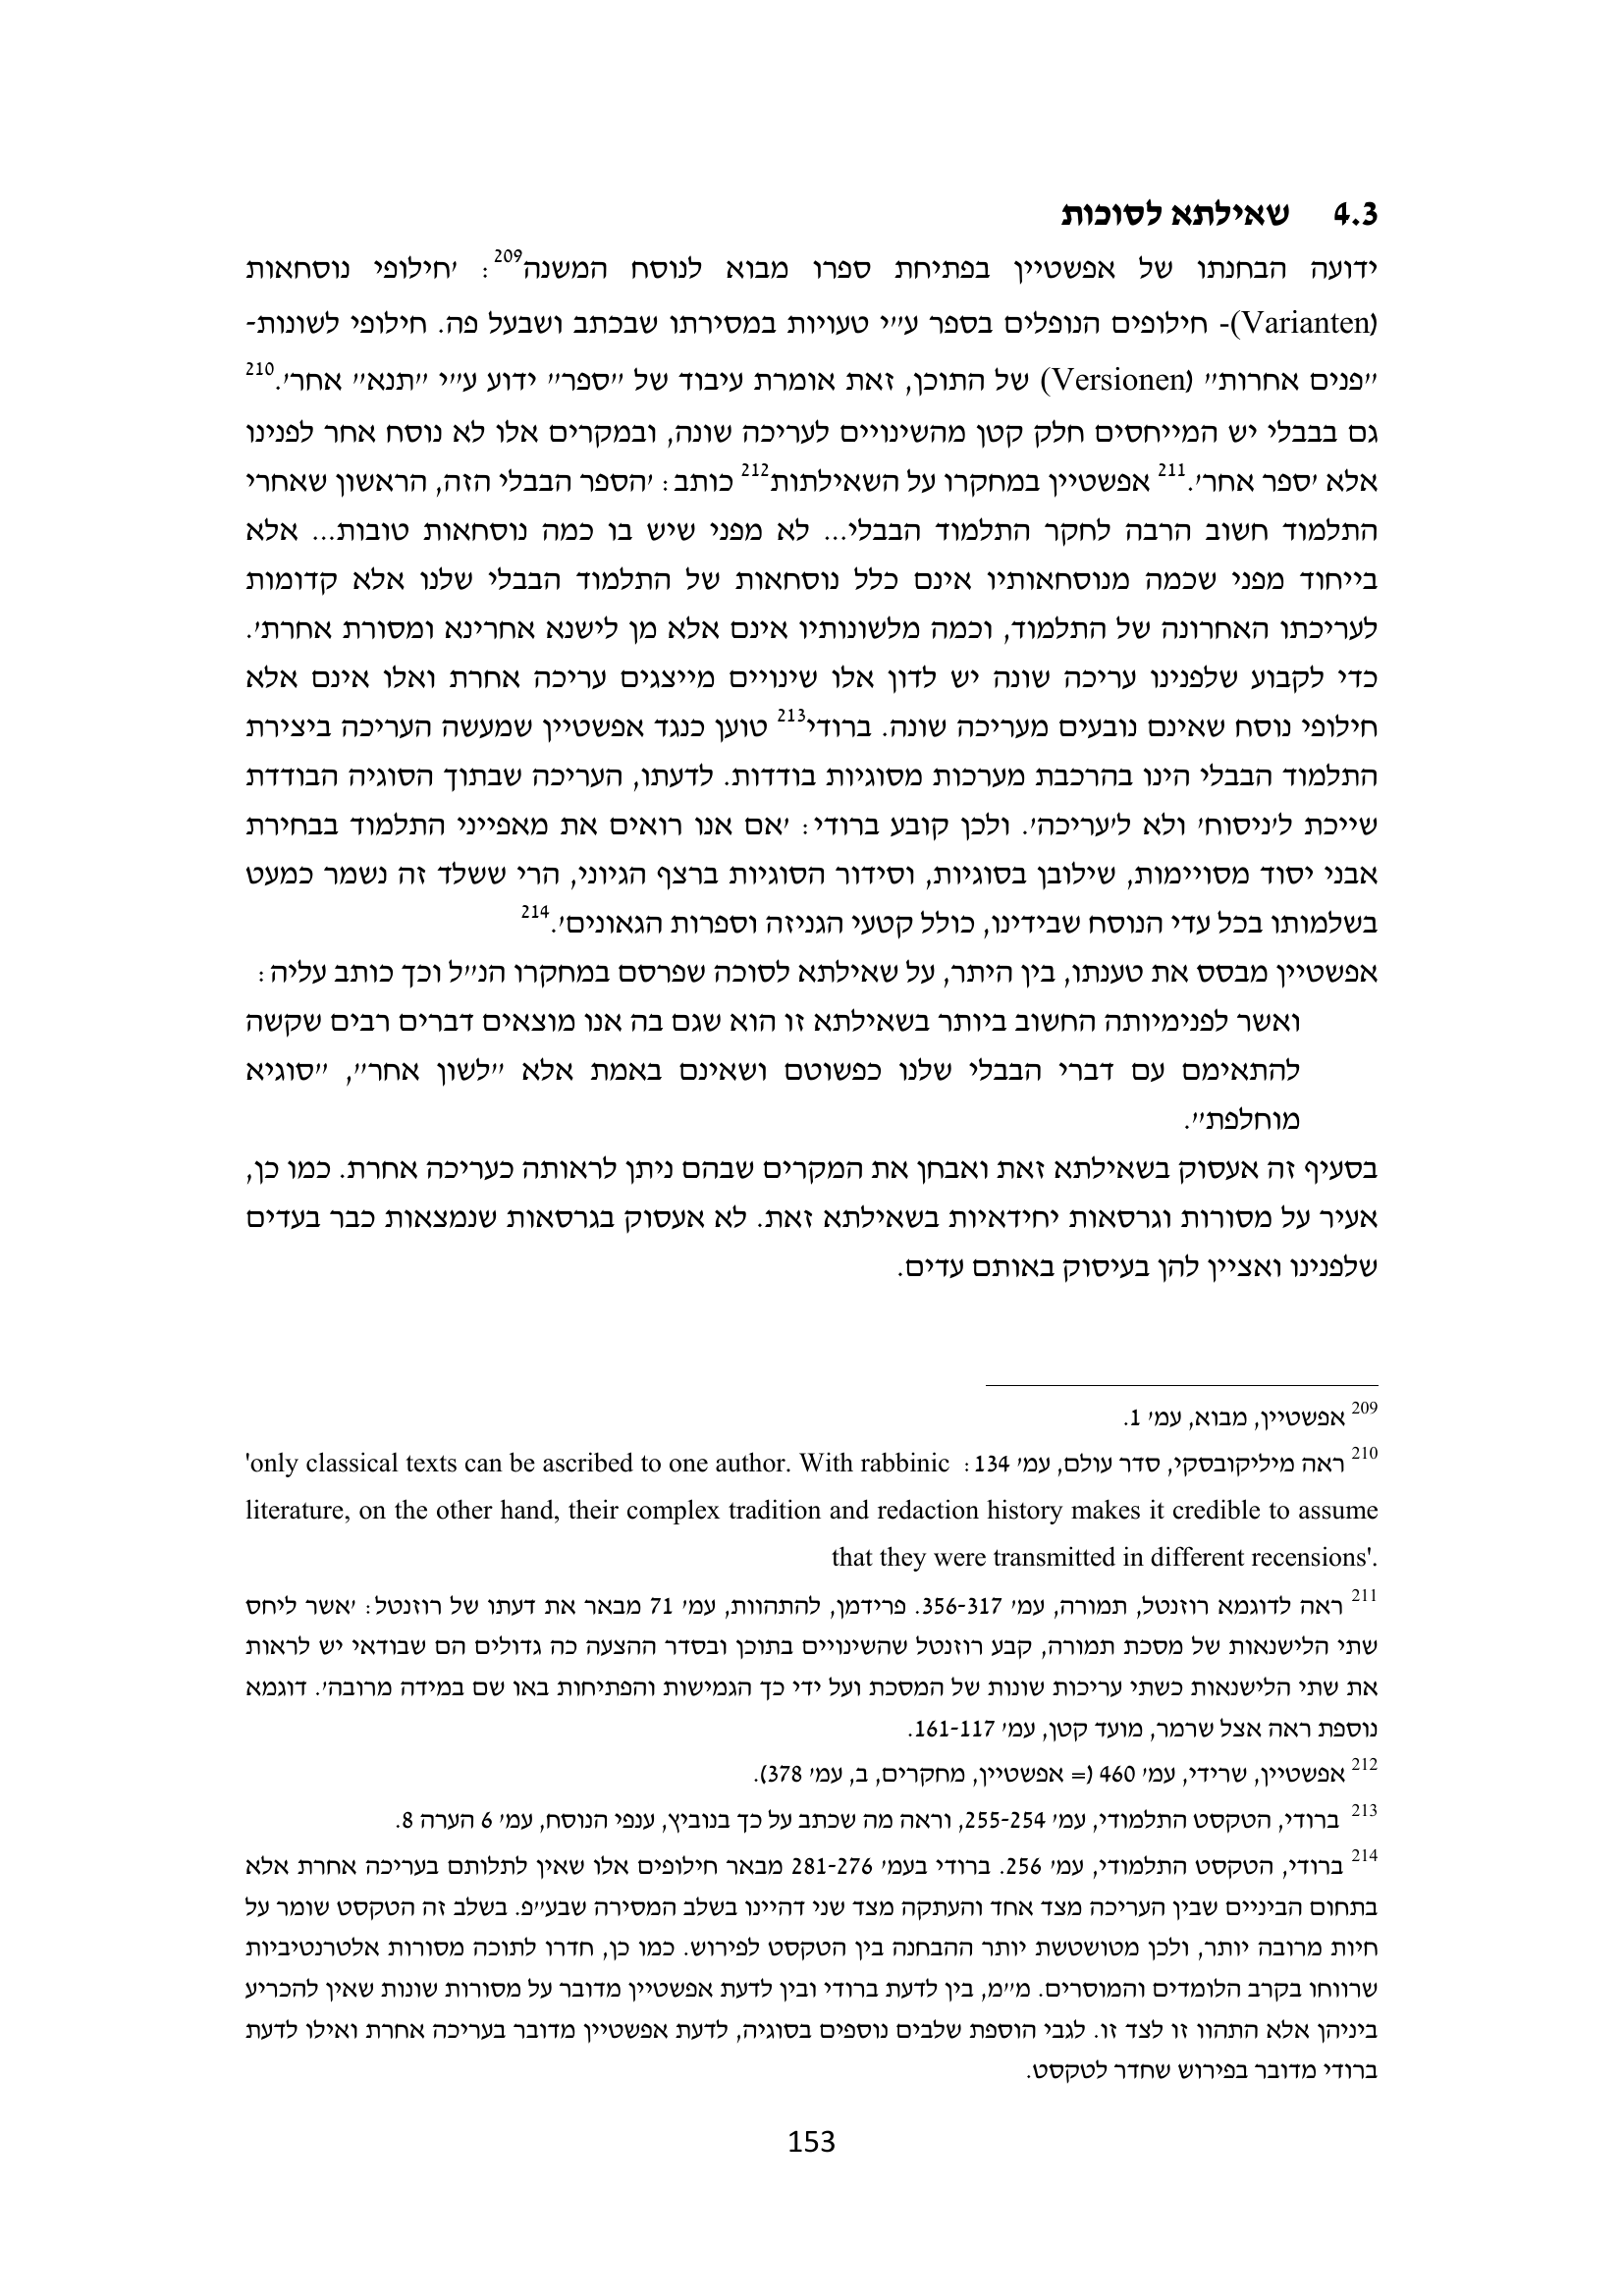 4.3 שאילתא לסוכות
ידועה הבחנתו של אפשטיין בפתיחת ספרו מבוא לנוסח המשנה209: 'חילופי נוסחאות
(Varianten)- חילופים הנופלים בספר ע"י טעויות במסירתו שבכתב ושבעל פה. חילופי לשונות-
"פנים אחרות" (Versionen) של התוכן, זאת אומרת עיבוד של "ספר" ידוע ע"י "תנא" אחר'.210
גם בבבלי יש המייחסים חלק קטן מהשינויים לעריכה שונה, ובמקרים אלו לא נוסח אחר לפנינו
אלא 'ספר אחר'.211 אפשטיין במחקרו על השאילתות212 כותב: 'הספר הבבלי הזה, הראשון שאחרי
התלמוד חשוב הרבה לחקר התלמוד הבבלי... לא מפני שיש בו כמה נוסחאות טובות... אלא
בייחוד מפני שכמה מנוסחאותיו אינם כלל נוסחאות של התלמוד הבבלי שלנו אלא קדומות
לעריכתו האחרונה של התלמוד, וכמה מלשונותיו אינם אלא מן לישנא אחרינא ומסורת אחרת'.
כדי לקבוע שלפנינו עריכה שונה יש לדון אלו שינויים מייצגים עריכה אחרת ואלו אינם אלא
חילופי נוסח שאינם נובעים מעריכה שונה. ברודי213 טוען כנגד אפשטיין שמעשה העריכה ביצירת
התלמוד הבבלי הינו בהרכבת מערכות מסוגיות בודדות. לדעתו, העריכה שבתוך הסוגיה הבודדת
שייכת ל'ניסוח' ולא ל'עריכה'. ולכן קובע ברודי: 'אם אנו רואים את מאפייני התלמוד בבחירת
אבני יסוד מסויימות, שילובן בסוגיות, וסידור הסוגיות ברצף הגיוני, הרי ששלד זה נשמר כמעט
בשלמותו בכל עדי הנוסח שבידינו, כולל קטעי הגניזה וספרות הגאונים'.214
אפשטיין מבסס את טענתו, בין היתר, על שאילתא לסוכה שפרסם במחקרו הנ"ל וכך כותב עליה:
ואשר לפנימיותה החשוב ביותר בשאילתא זו הוא שגם בה אנו מוצאים דברים רבים שקשה
להתאימם עם דברי הבבלי שלנו כפשוטם ושאינם באמת אלא "לשון אחר", "סוגיא
מוחלפת".
בסעיף זה אעסוק בשאילתא זאת ואבחן את המקרים שבהם ניתן לראותה כעריכה אחרת. כמו כן,
אעיר על מסורות וגרסאות יחידאיות בשאילתא זאת. לא אעסוק בגרסאות שנמצאות כבר בעדים
שלפנינו ואציין להן בעיסוק באותם עדים.
209 אפשטיין, מבוא, עמ' 1.
210 ראה מיליקובסקי, סדר עולם, עמ' 134: 'only classical texts can be ascribed to one author. With rabbinic
literature, on the other hand, their complex tradition and redaction history makes it credible to assume
that they were transmitted in different recensions'.
211 ראה לדוגמא רוזנטל, תמורה, עמ' 356-317. פרידמן, להתהוות, עמ' 71 מבאר את דעתו של רוזנטל: 'אשר ליחס
שתי הלישנאות של מסכת תמורה, קבע רוזנטל שהשינויים בתוכן ובסדר ההצעה כה גדולים הם שבודאי יש לראות
את שתי הלישנאות כשתי עריכות שונות של המסכת ועל ידי כך הגמישות והפתיחות באו שם במידה מרובה'. דוגמא
נוספת ראה אצל שרמר, מועד קטן, עמ' 161-117.
212 אפשטיין, שרידי, עמ' 460 (= אפשטיין, מחקרים, ב, עמ' 378).
213 ברודי, הטקסט התלמודי, עמ' 255-254, וראה מה שכתב על כך בנוביץ, ענפי הנוסח, עמ' 6 הערה 8.
214 ברודי, הטקסט התלמודי, עמ' 256. ברודי בעמ' 281-276 מבאר חילופים אלו שאין לתלותם בעריכה אחרת אלא
בתחום הביניים שבין העריכה מצד אחד והעתקה מצד שני דהיינו בשלב המסירה שבע"פ. בשלב זה הטקסט שומר על
חיות מרובה יותר, ולכן מטושטשת יותר ההבחנה בין הטקסט לפירוש. כמו כן, חדרו לתוכה מסורות אלטרנטיביות
שרווחו בקרב הלומדים והמוסרים. מ"מ, בין לדעת ברודי ובין לדעת אפשטיין מדובר על מסורות שונות שאין להכריע
ביניהן אלא התהוו זו לצד זו. לגבי הוספת שלבים נוספים בסוגיה, לדעת אפשטיין מדובר בעריכה אחרת ואילו לדעת
ברודי מדובר בפירוש שחדר לטקסט.
153